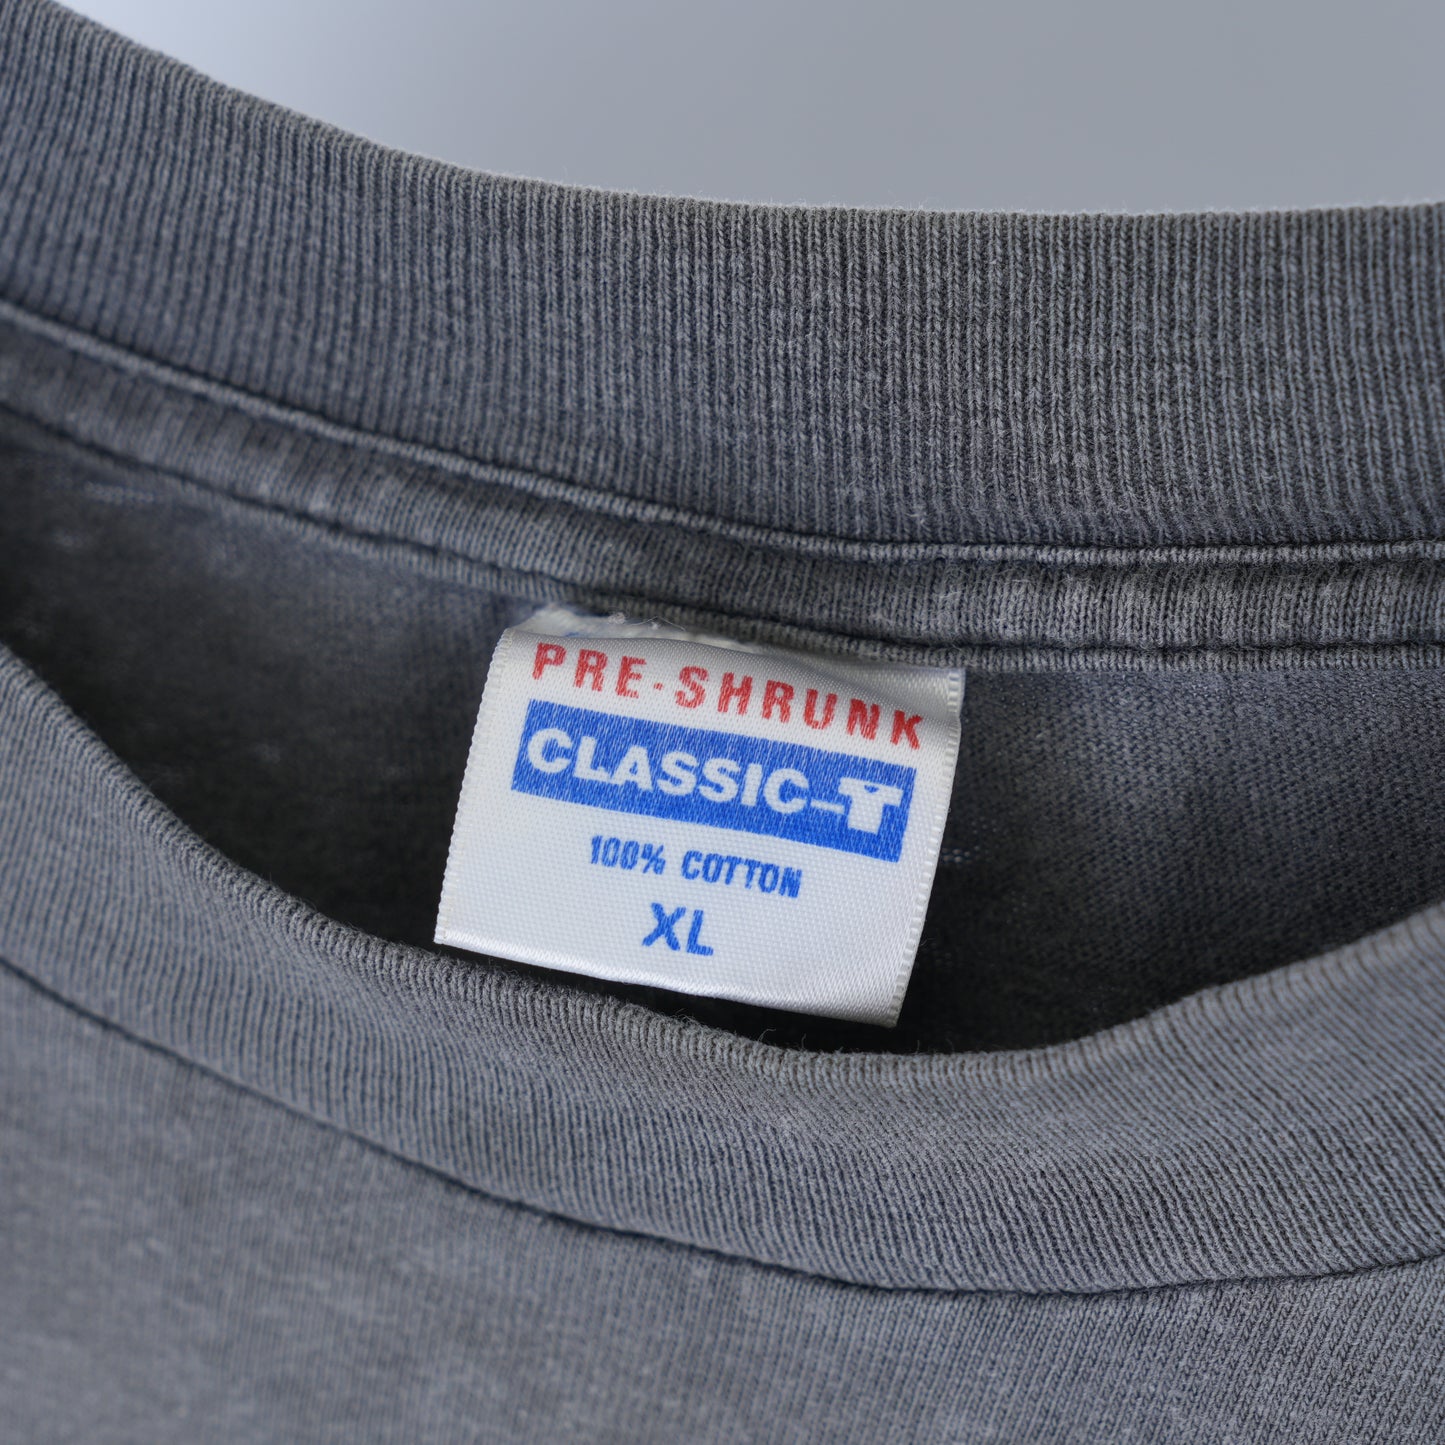 PRE-SHRUNK
CLASSIC-T
100% COTTON
XL